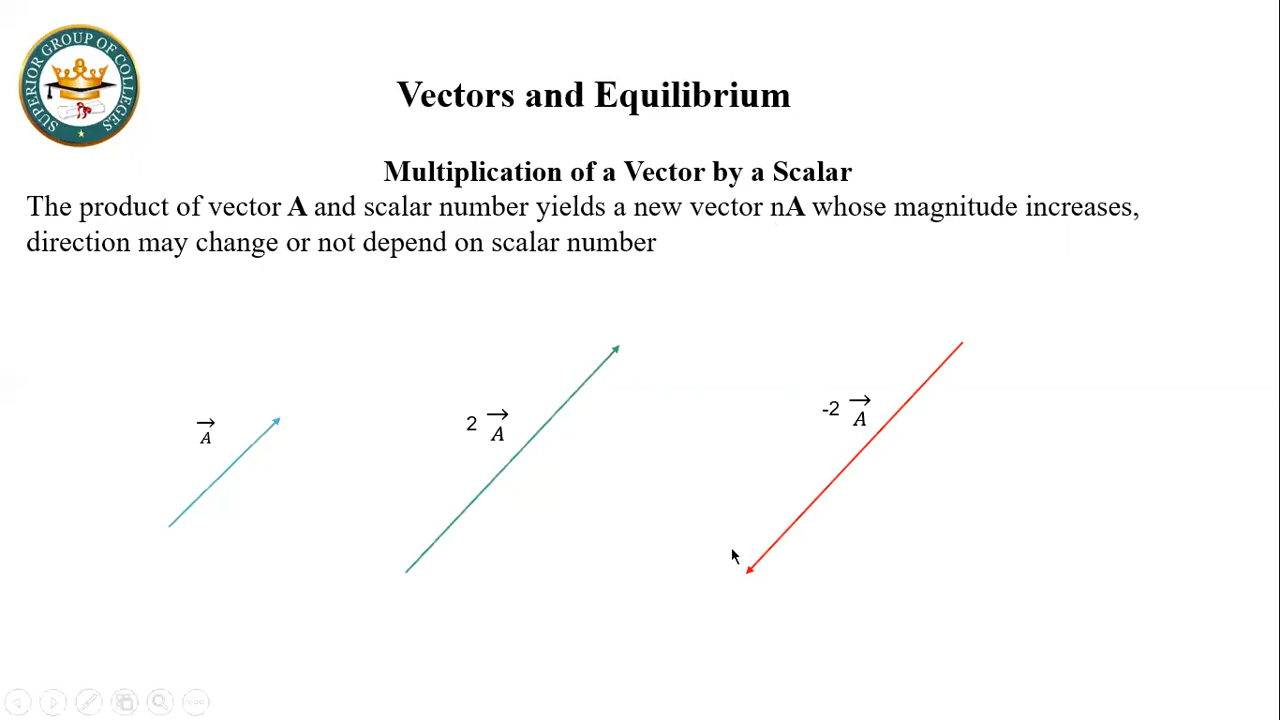 SUPERIOR GROUP OF COLLEGES
Vectors and Equilibrium
Multiplication of a Vector by a Scalar
The product of vector A and scalar number yields a new vector nA whose magnitude increases,
direction may change or not depend on scalar number
A
2 A
-2 A